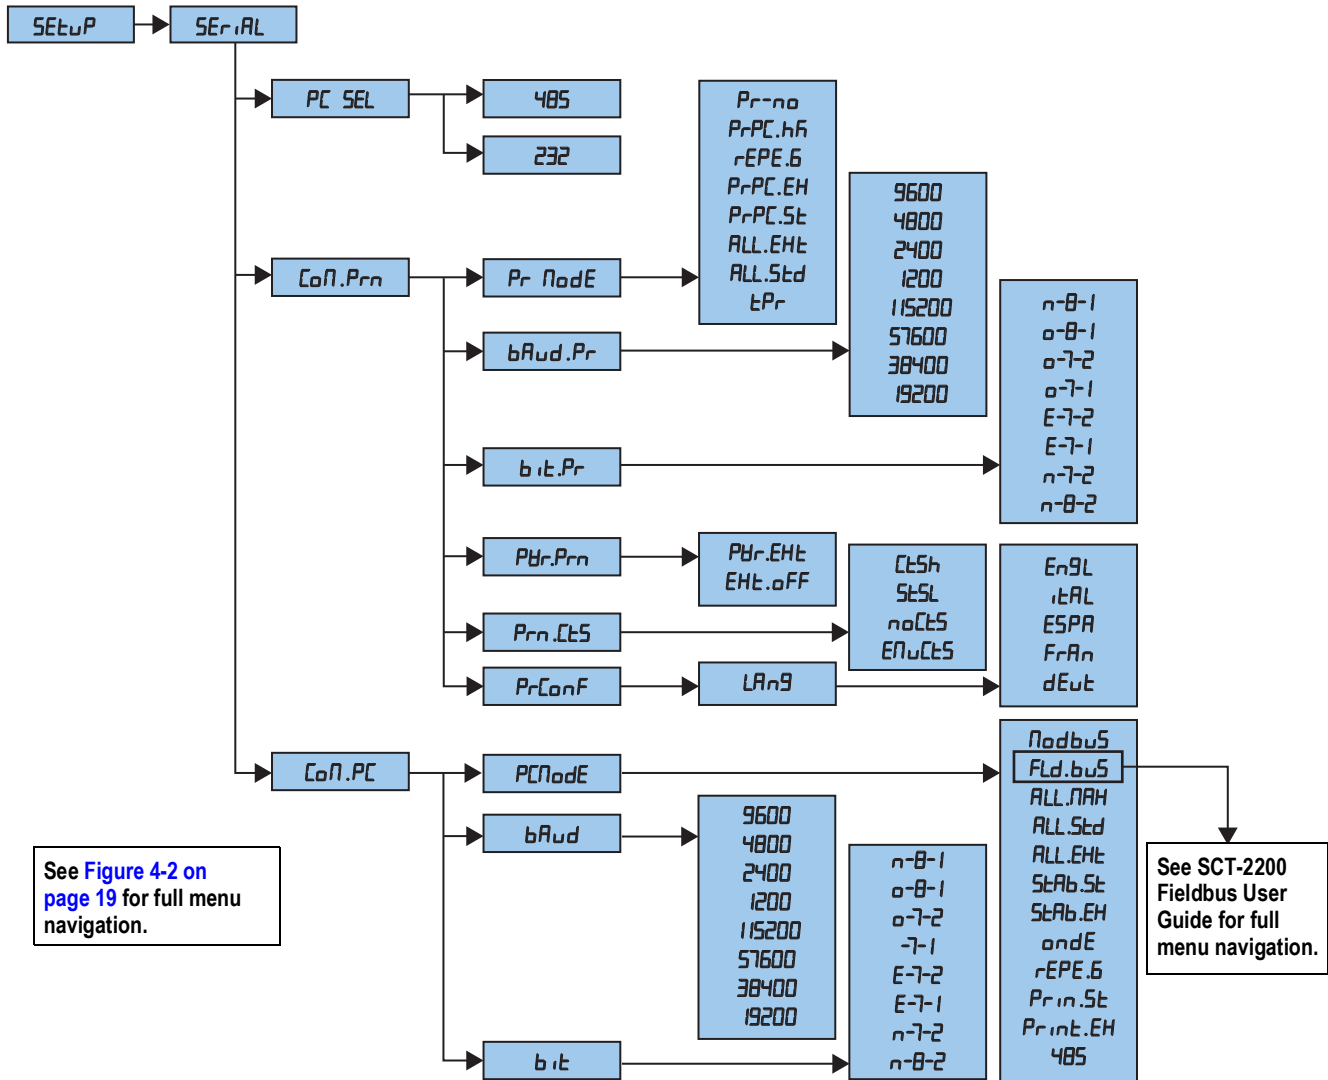 SEtuP
SEriAL
PC SEL
485
232
CoM.Prn
Pr ModE
Pr-no
PrPC.hR
rEPE.6
PrPC.EH
PrPC.St
ALL.EHt
ALL.Std
tPr
bAud.Pr
9600
4800
2400
1200
115200
57600
38400
19200
bit.Pr
n-8-1
o-8-1
o-7-2
o-7-1
E-7-2
E-7-1
n-7-2
n-8-2
PWr.Prn
PWr.EHt
EHt.oFF
Prn.CtS
CtSh
StSL
noCtS
EMuCtS
PrConF
LAng
EngL
itAL
ESPA
FrAn
dEut
CoM.PC
PCModE
ModbuS
FLd.buS
ALL.MAH
ALL.Std
ALL.EHt
StAb.St
StAb.EH
ondE
rEPE.6
Prin.St
Print.EH
485
bAud
9600
4800
2400
1200
115200
57600
38400
19200
bit
n-8-1
o-8-1
o-7-2
-7-1
E-7-2
E-7-1
n-7-2
n-8-2
See Figure 4-2 on
page 19 for full menu
navigation.
See SCT-2200
Fieldbus User
Guide for full
menu navigation.